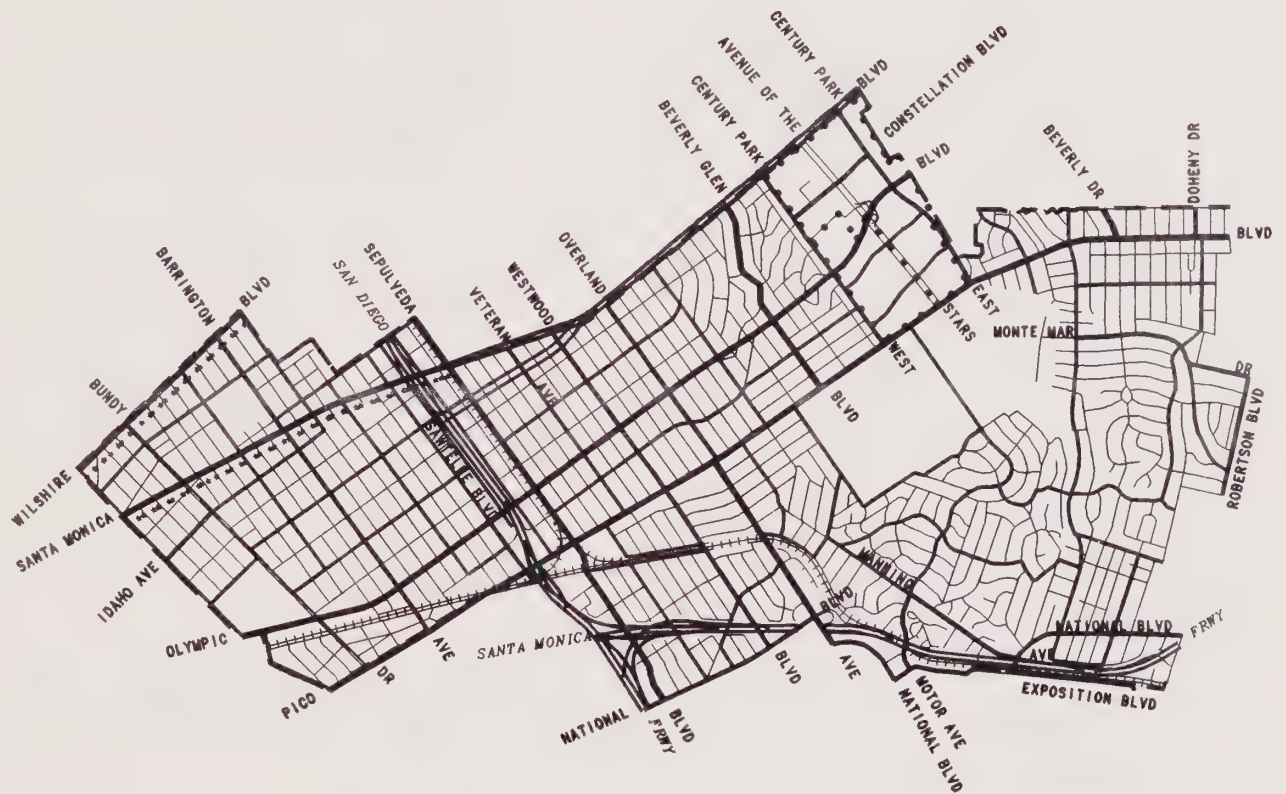 CENTURY PARK
BLVD
CONSTELLATION BLVD
AVENUE OF THE
CENTURY PARK
BEVERLY GLEN
BLVD
BEVERLY DR
DOHENY DR
BLVD
OVERLAND
WESTWOOD
VETERAN
SEPULVEDA
SAN DIEGO
BARRINGTON
BLVD
BUNDY
WILSHIRE
SANTA MONICA
IDAHO AVE
OLYMPIC
PICO
DR
AVE
EAST
STARS
WEST
MONTE MAR
DR
ROBERTSON BLVD
BLVD
AVE
SAWTELLE BLVD
MANNING
BLVD
NATIONAL BLVD
FRWY
AVE
EXPOSITION BLVD
SANTA MONICA
BLVD
AVE
MOTOR AVE
NATIONAL BLVD
NATIONAL
BLVD
FRWY